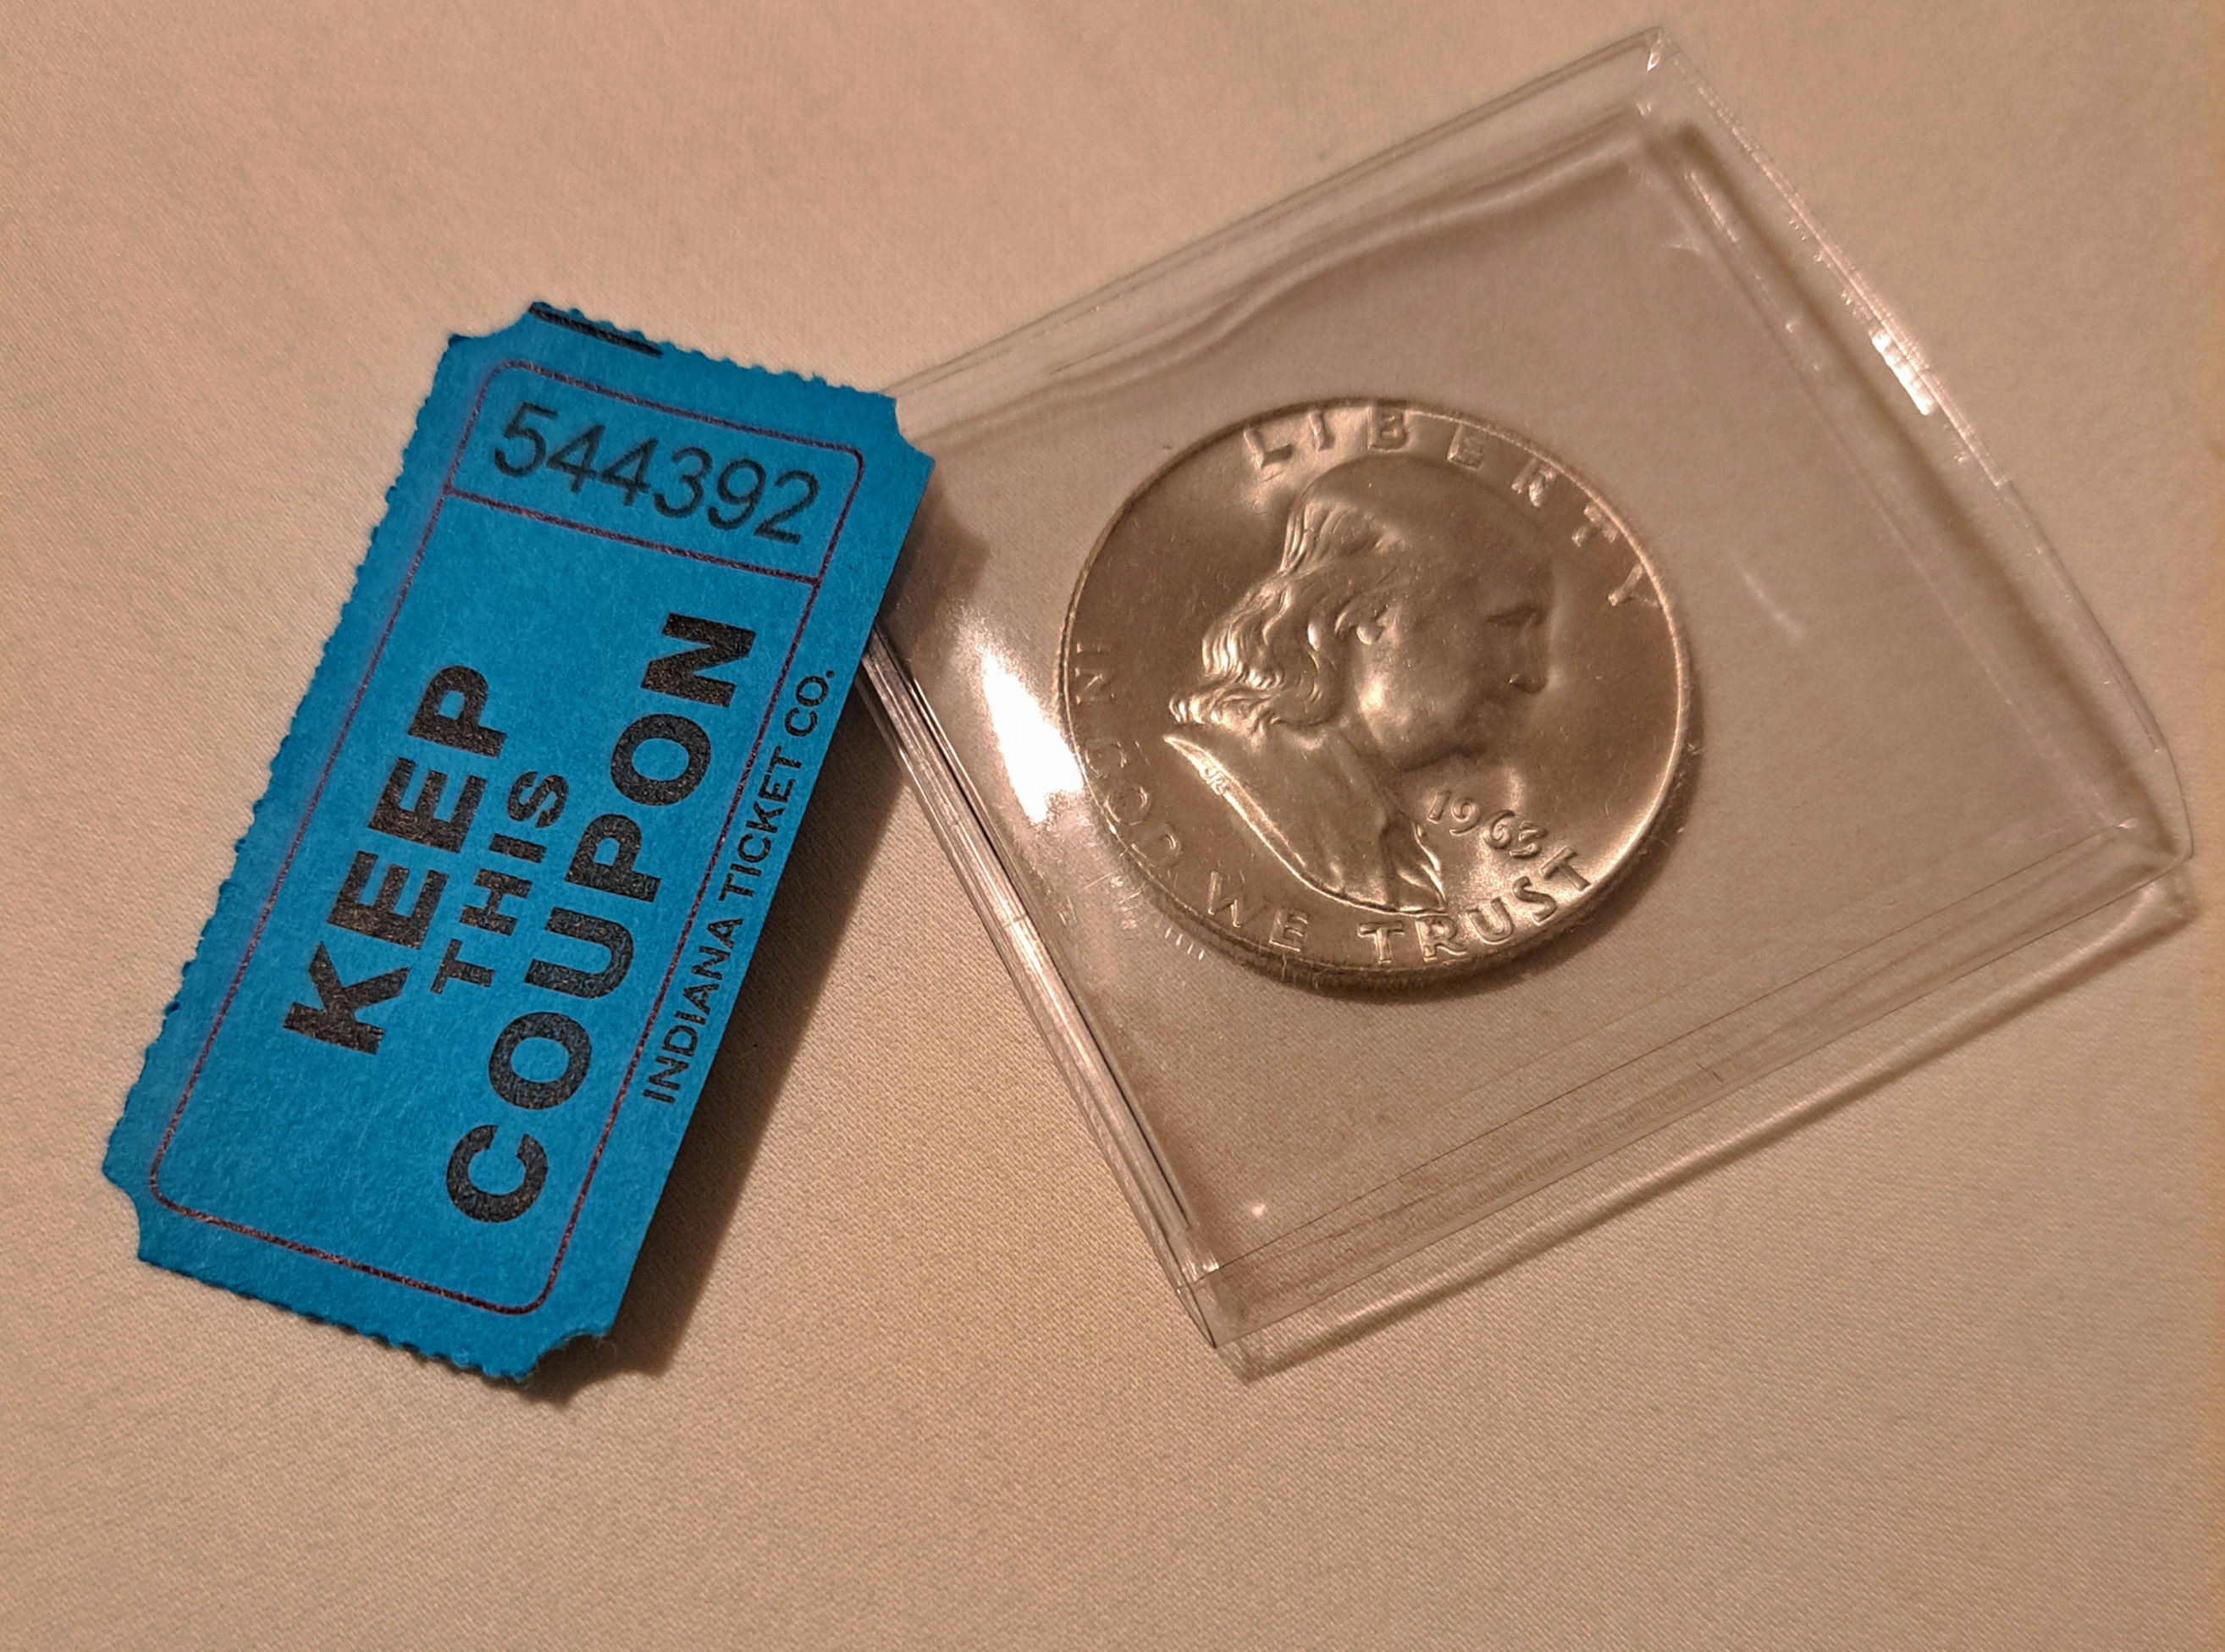 544392
KEEP
THIS
COUPON
INDIANA TICKET CO.
LIBERTY
IN GOD WE TRUST
1963